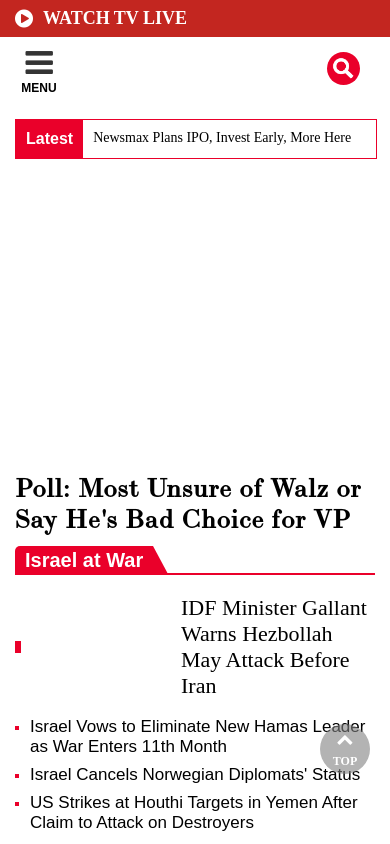 WATCH TV LIVE
MENU
Latest
Newsmax Plans IPO, Invest Early, More Here
Poll: Most Unsure of Walz or
Say He's Bad Choice for VP
Israel at War
IDF Minister Gallant
Warns Hezbollah
May Attack Before
Iran
Israel Vows to Eliminate New Hamas Leader
as War Enters 11th Month
Israel Cancels Norwegian Diplomats' Status
US Strikes at Houthi Targets in Yemen After
Claim to Attack on Destroyers
TOP